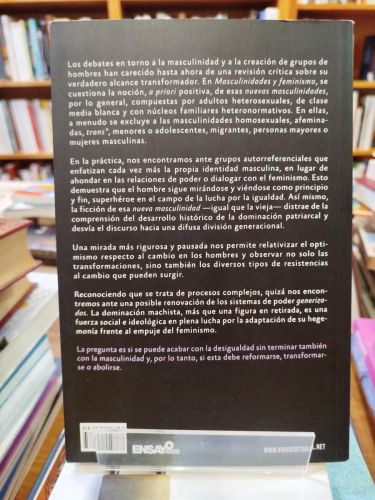 Los debates en torno a la masculinidad y a la creación de grupos de
hombres han carecido hasta ahora de una revisión crítica sobre su
verdadero alcance transformador. En Masculinidades y feminismo, se
cuestiona la noción, a priori positiva, de esas nuevas masculinidades,
por lo general, compuestas por adultos heterosexuales, de clase
media blanca y con núcleos familiares heteronormativos. En ellas,
a menudo se excluye a las masculinidades homosexuales, afemina-
das, trans*, menores o adolescentes, migrantes, personas mayores o
mujeres masculinas.
En la práctica, nos encontramos ante grupos autorreferenciales que
enfatizan cada vez más la propia identidad masculina, en lugar de
ahondar en las relaciones de poder o dialogar con el feminismo. Esto
demuestra que el hombre sigue mirándose y viéndose como principio
y fin, superhéroe en el campo de la lucha por la igualdad. Así mismo,
la ficción de esa nueva masculinidad —igual que la vieja— distrae de la
comprensión del desarrollo histórico de la dominación patriarcal y
desvía el discurso hacia una difusa división generacional.
Una mirada más rigurosa y pausada nos permite relativizar el opti-
mismo respecto al cambio en los hombres y observar no solo las
transformaciones, sino también los diversos tipos de resistencias
al cambio que pueden surgir.
Reconociendo que se trata de procesos complejos, quizá nos en-
contremos ante una posible renovación de los sistemas de poder generiza-
dos. La dominación machista, más que una figura en retirada, es una
fuerza social e ideológica en plena lucha por la adaptación de su hege-
monía frente al empuje del feminismo.
La pregunta es si se puede acabar con la desigualdad sin terminar también
con la masculinidad y, por lo tanto, si esta debe reformarse, transformar-
se o abolirse.
ENSAYO